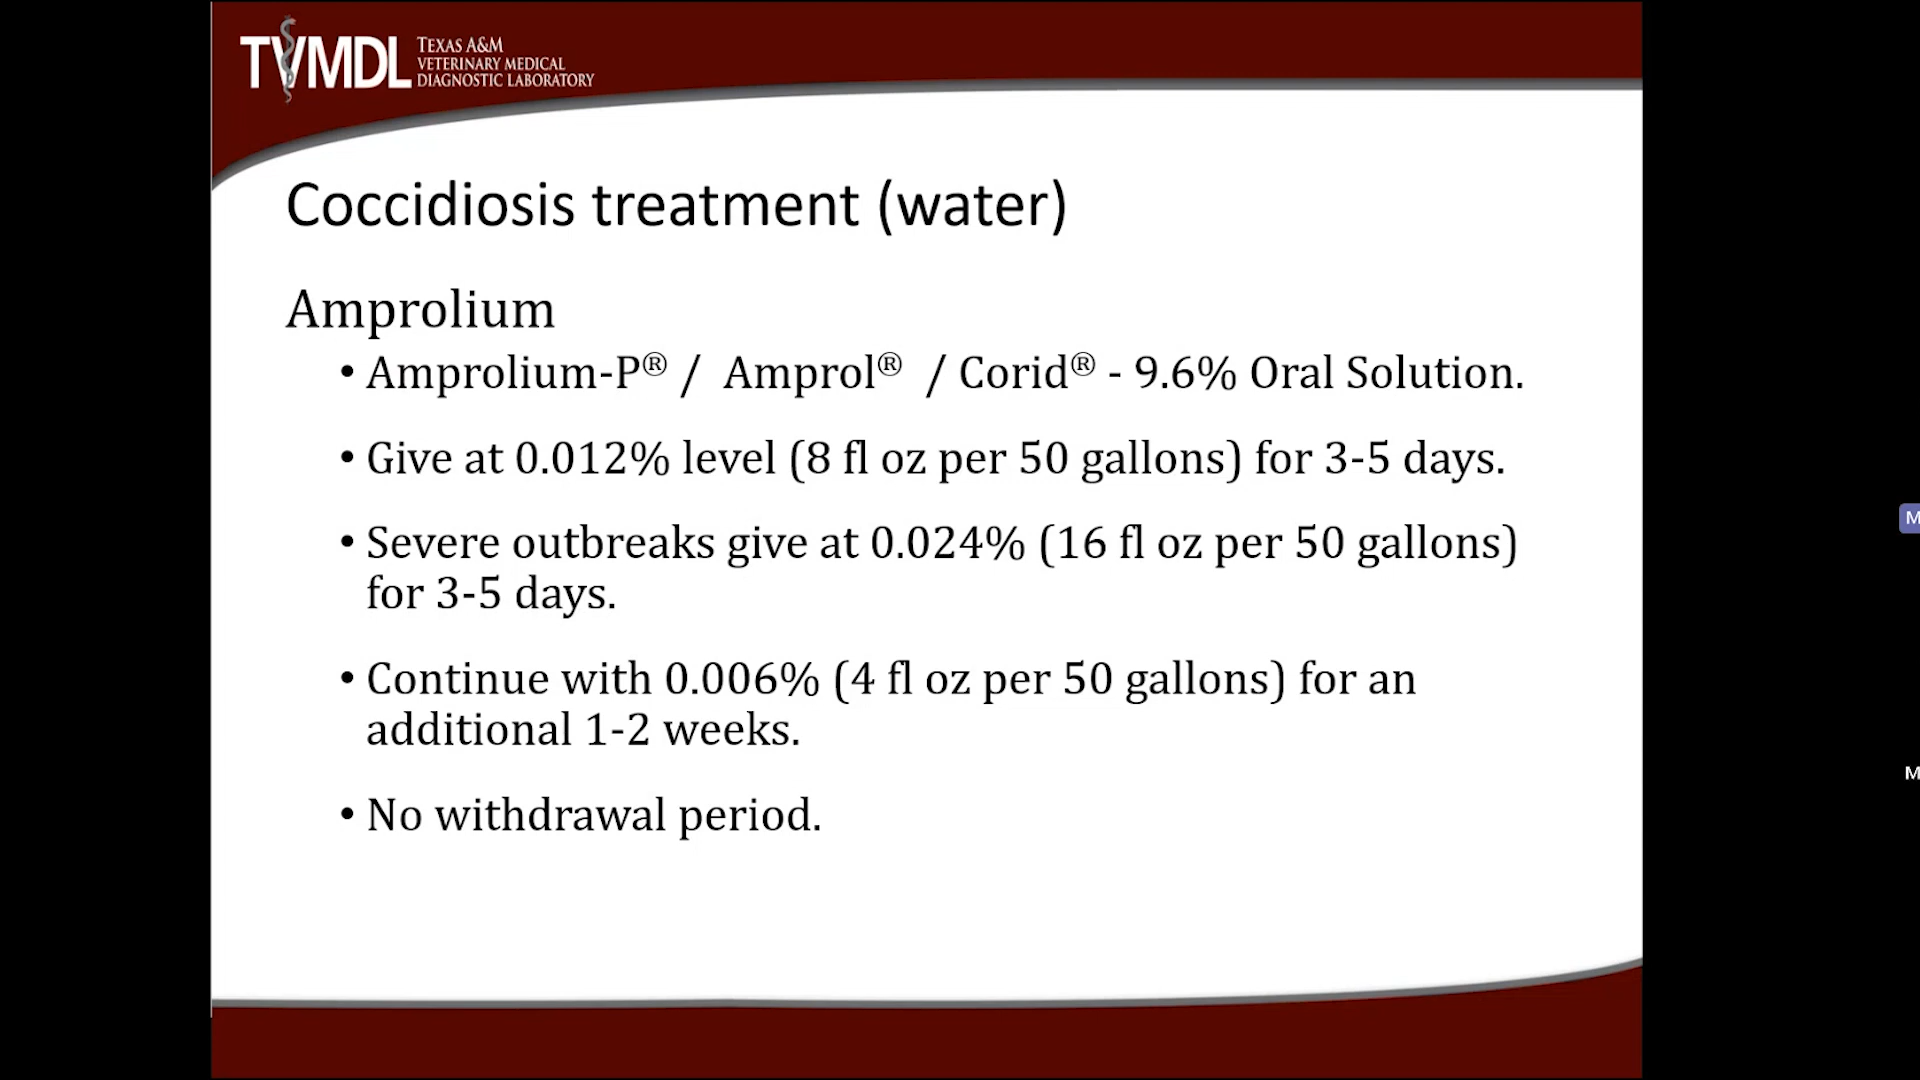 TVMDL
TEXAS A&M
VETERINARY MEDICAL
DIAGNOSTIC LABORATORY
Coccidiosis treatment (water)
Amprolium
• Amprolium-P® / Amprol® / Corid® - 9.6% Oral Solution.
• Give at 0.012% level (8 fl oz per 50 gallons) for 3-5 days.
• Severe outbreaks give at 0.024% (16 fl oz per 50 gallons)
for 3-5 days.
• Continue with 0.006% (4 fl oz per 50 gallons) for an
additional 1-2 weeks.
• No withdrawal period.
M
M